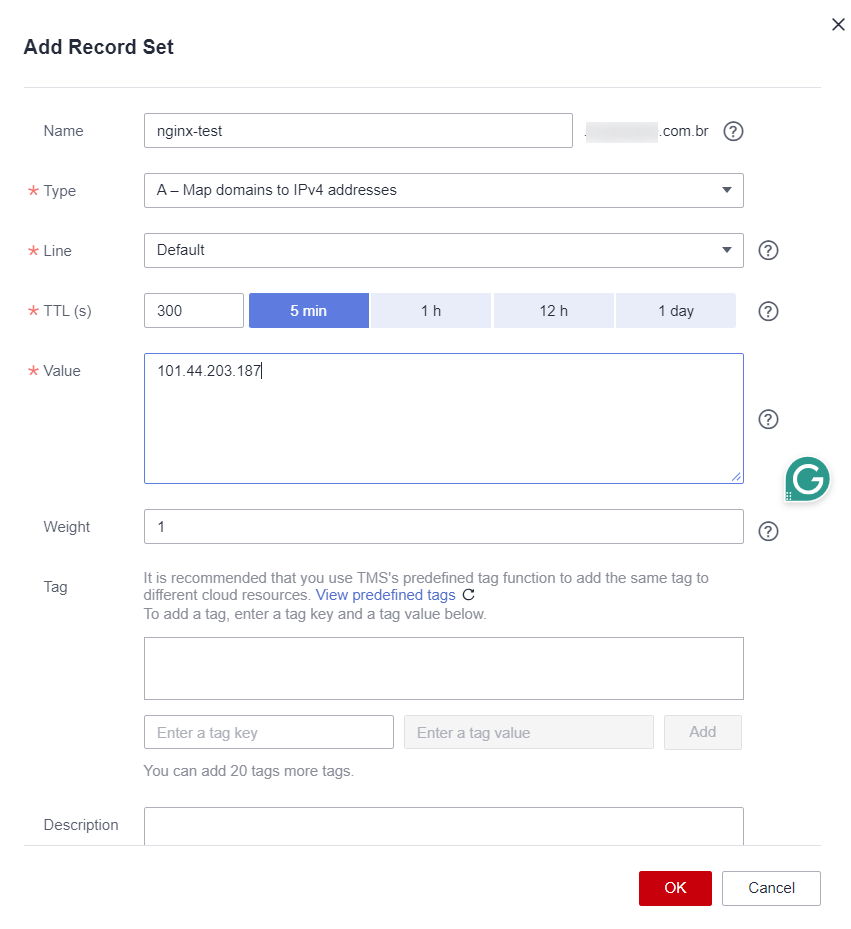 Add Record Set
Name
nginx-test
.com.br
?
* Type
A – Map domains to IPv4 addresses
* Line
Default
?
* TTL (s)
300
5 min
1 h
12 h
1 day
?
* Value
101.44.203.187
?
G
Weight
1
?
Tag
It is recommended that you use TMS's predefined tag function to add the same tag to
different cloud resources. View predefined tags
To add a tag, enter a tag key and a tag value below.
Enter a tag key
Enter a tag value
Add
You can add 20 tags more tags.
Description
OK
Cancel